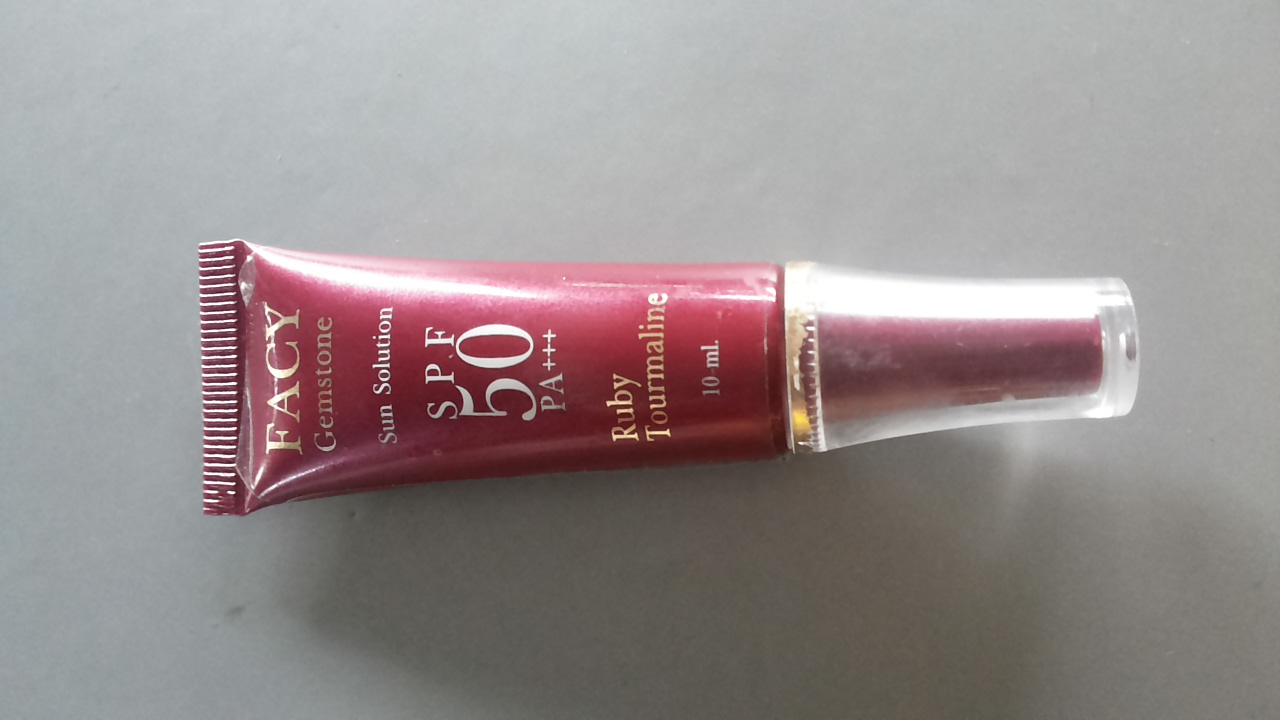 FACY
Gemstone
Sun Solution
SPF
50
PA+++
Ruby
Tourmaline
10 ml.